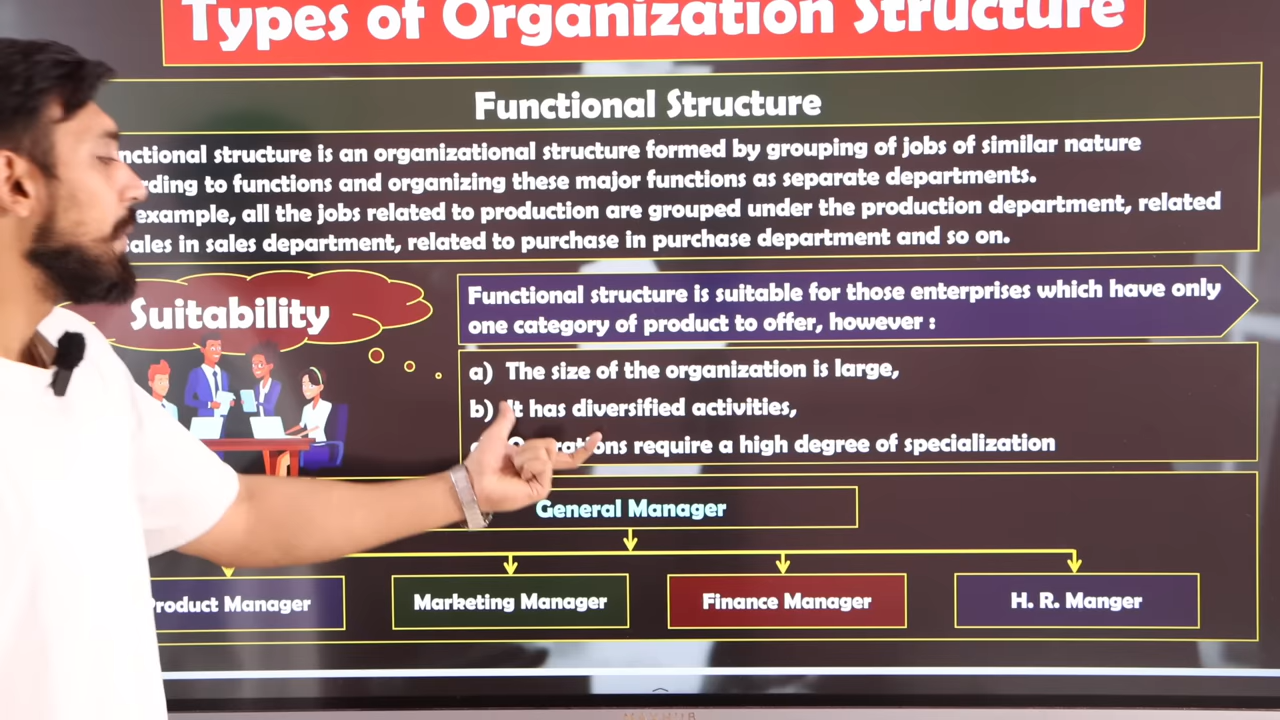 Types of Organization Structure
Functional Structure
structure is an organizational structure formed by grouping of jobs of similar nature
to functions and organizing these major functions as separate departments.
example, all the jobs related to production are grouped under the production department, related
sales in sales department, related to purchase in purchase department and so on.
Suitability
Functional structure is suitable for those enterprises which have only
one category of product to offer, however :
a) The size of the organization is large,
b) It has diversified activities,
require a high degree of specialization
General Manager
Product Manager
Marketing Manager
Finance Manager
H. R. Manger